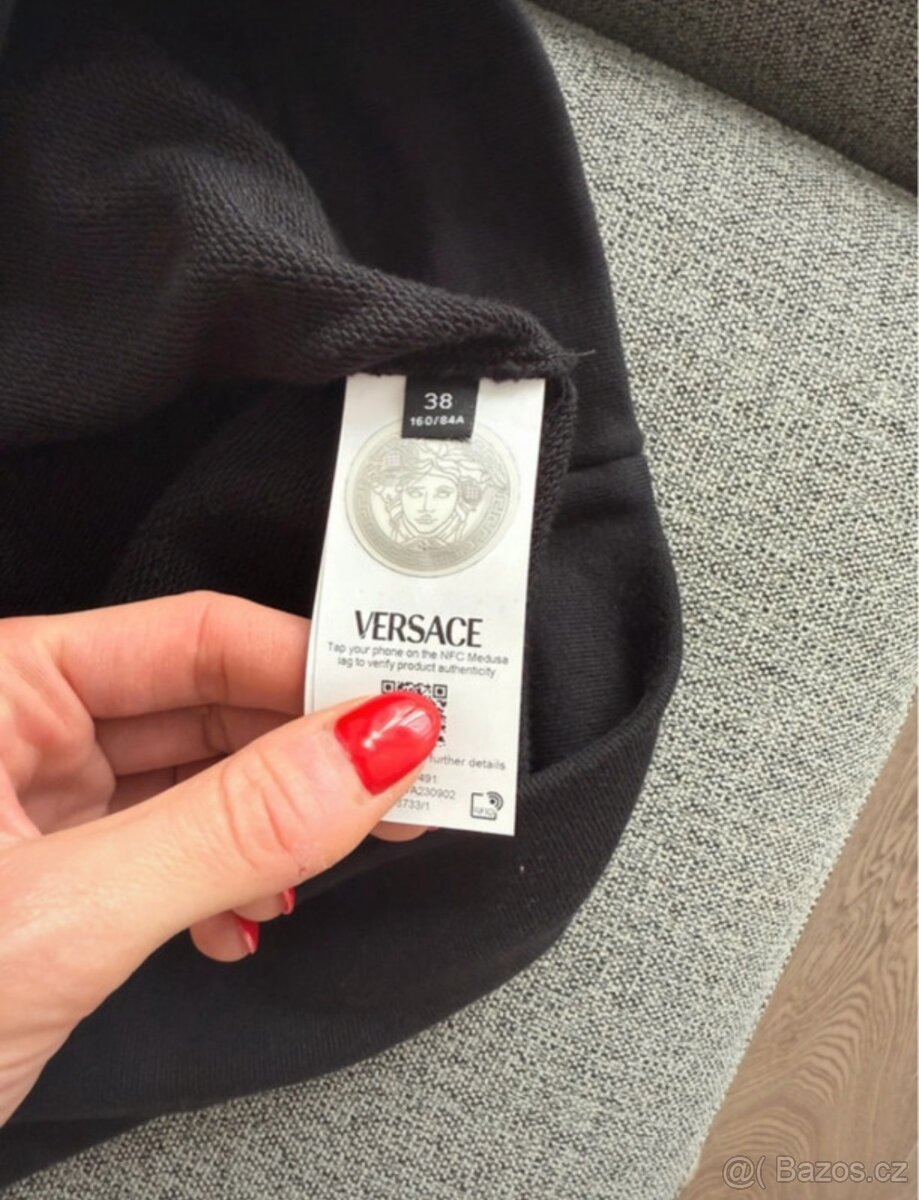 38
160/84A
VERSACE
Tap your phone on the NFC Medusa
tag to verify product authenticity
further details
491
A230902
3733/1
RFID
@( Bazos.cz